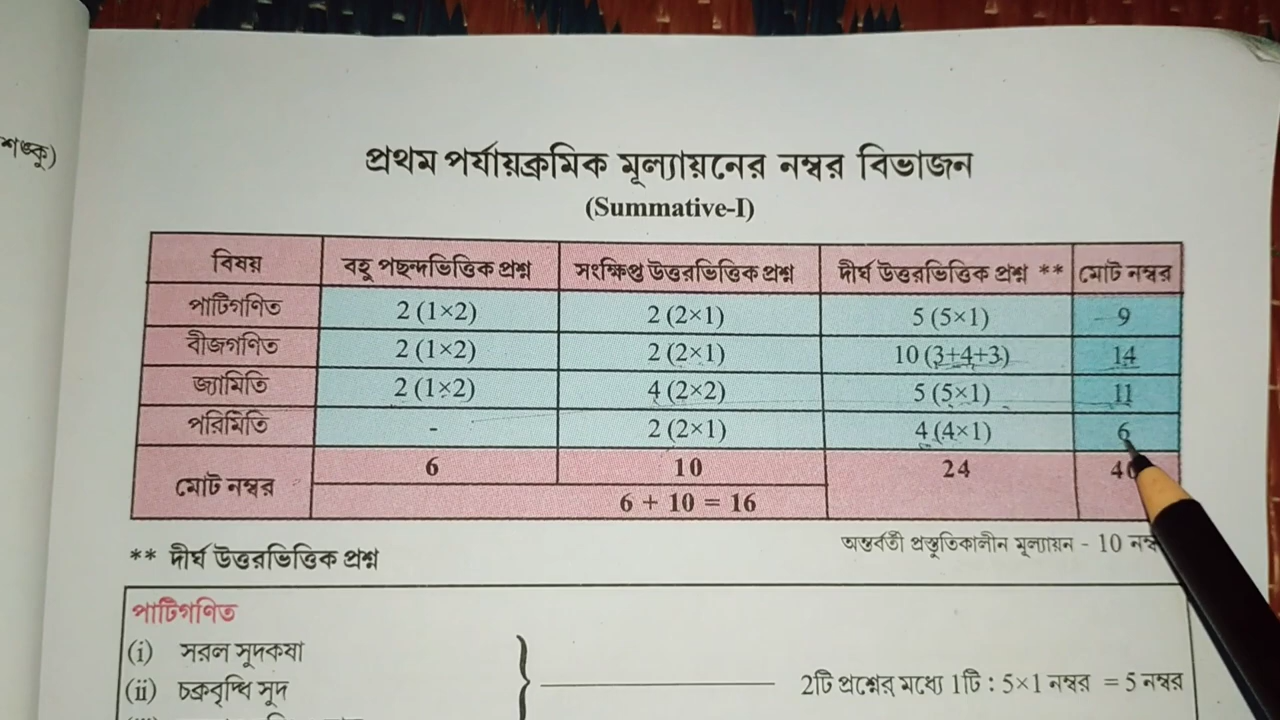 শঙ্কু)
প্রথম পর্যায়ক্রমিক মূল্যায়নের নম্বর বিভাজন
(Summative-I)
বিষয় বহু পছন্দভিত্তিক প্রশ্ন সংক্ষিপ্ত উত্তরভিত্তিক প্রশ্ন দীর্ঘ উত্তরভিত্তিক প্রশ্ন ** মোট নম্বর
পাটিগণিত 2 (1×2) 2 (2×1) 5 (5×1) 9
বীজগণিত 2 (1×2) 2 (2×1) 10 (3+4+3) 14
জ্যামিতি 2 (1×2) 4 (2×2) 5 (5×1) 11
পরিমিতি - 2 (2×1) 4 (4×1) 6
মোট নম্বর 6 10 24 40
6 + 10 = 16
অন্তর্বর্তী প্রস্তুতিকালীন মূল্যায়ন - 10
** দীর্ঘ উত্তরভিত্তিক প্রশ্ন
পাটিগণিত
(i) সরল সুদকষা
(ii) চক্রবৃদ্ধি সুদ
2টি প্রশ্নের মধ্যে 1টি : 5×1 নম্বর = 5 নম্বর